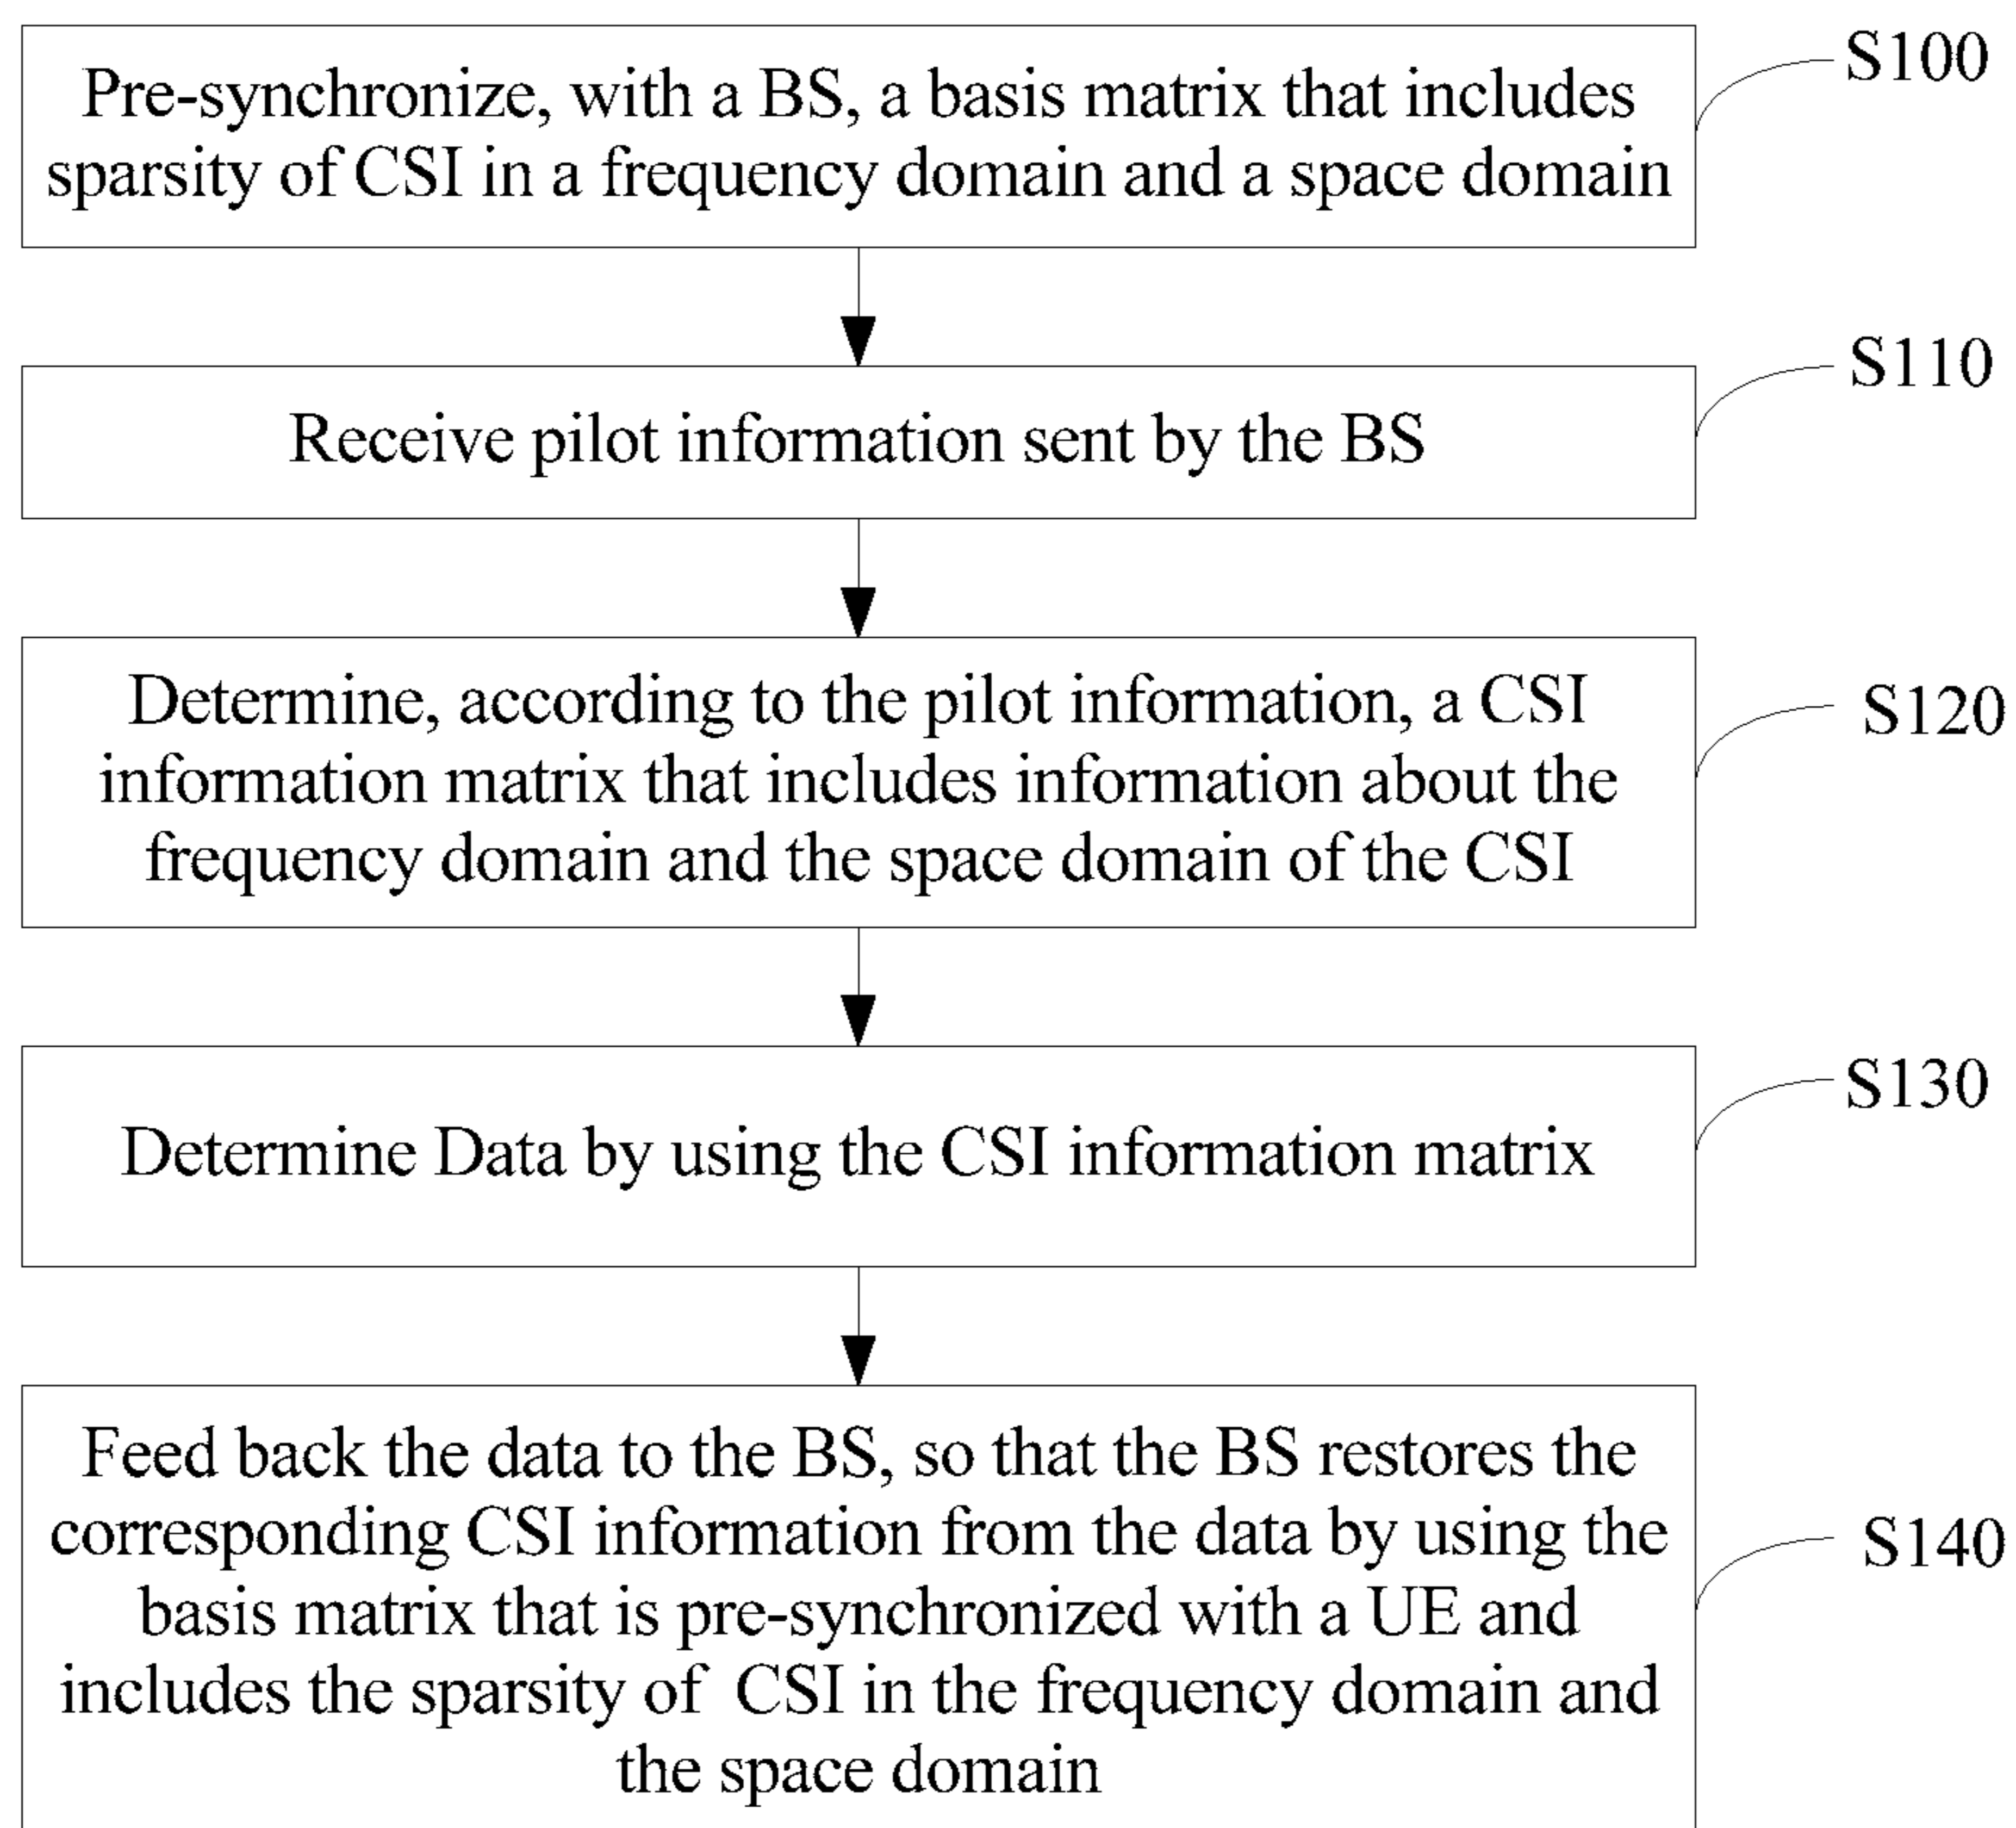 Pre-synchronize, with a BS, a basis matrix that includes
sparsity of CSI in a frequency domain and a space domain
S100
Receive pilot information sent by the BS
S110
Determine, according to the pilot information, a CSI
information matrix that includes information about the
frequency domain and the space domain of the CSI
S120
Determine Data by using the CSI information matrix
S130
Feed back the data to the BS, so that the BS restores the
corresponding CSI information from the data by using the
basis matrix that is pre-synchronized with a UE and
includes the sparsity of CSI in the frequency domain and
the space domain
S140